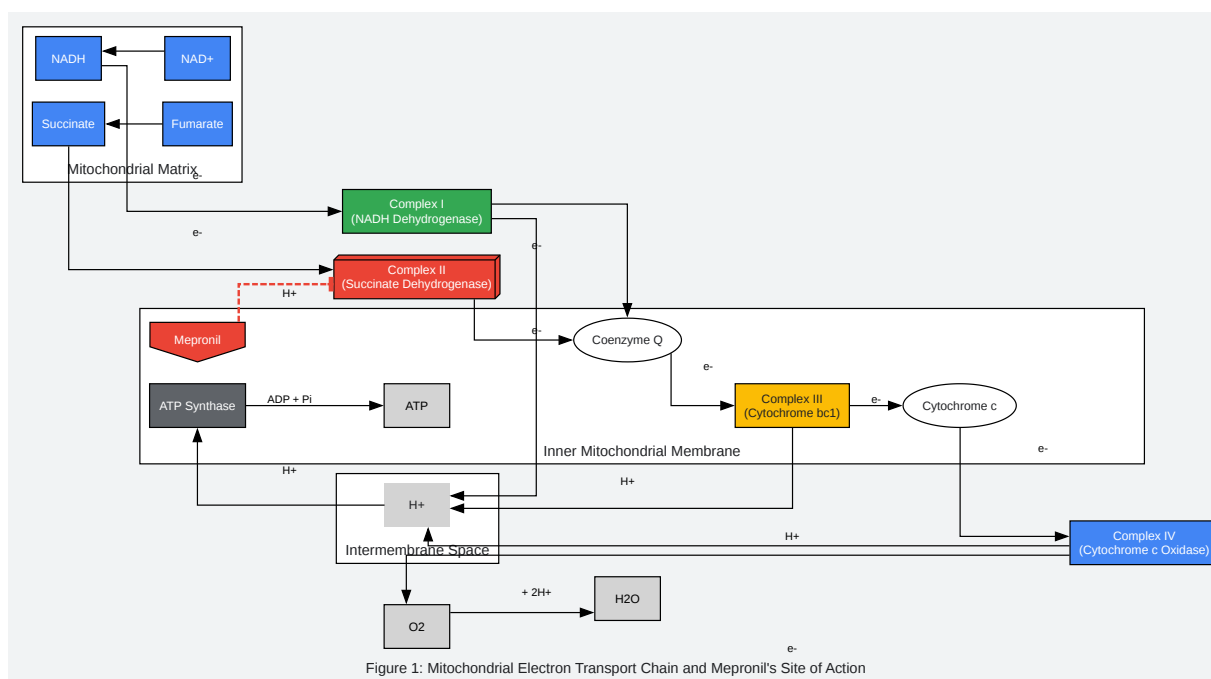 NADH
NAD+
Succinate
Fumarate
Mitochondrial Matrix
e-
Complex I
(NADH Dehydrogenase)
e-
e-
Complex II
(Succinate Dehydrogenase)
H+
Mepronil
e-
Coenzyme Q
e-
ATP Synthase
ADP + Pi
ATP
Complex III
(Cytochrome bc1)
e-
Cytochrome c
Inner Mitochondrial Membrane
e-
H+
H+
H+
Intermembrane Space
H+
Complex IV
(Cytochrome c Oxidase)
+ 2H+
H2O
O2
e-
Figure 1: Mitochondrial Electron Transport Chain and Mepronil's Site of Action